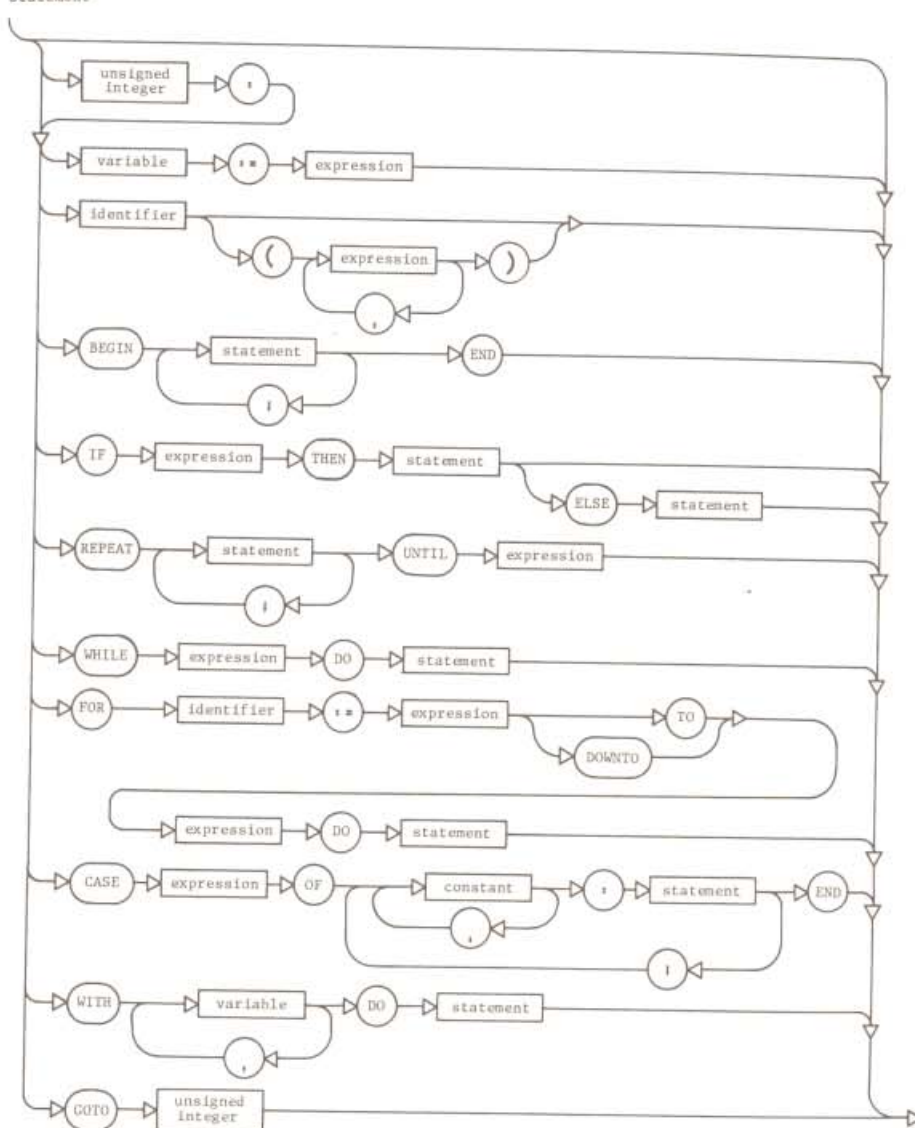 unsigned integer :
variable := expression
identifier ( expression , )
BEGIN statement ; END
IF expression THEN statement
ELSE statement
REPEAT statement ; UNTIL expression
WHILE expression DO statement
FOR identifier := expression TO
DOWNTO
expression DO statement
CASE expression OF constant , : statement ; END
WITH variable , DO statement
GOTO unsigned integer